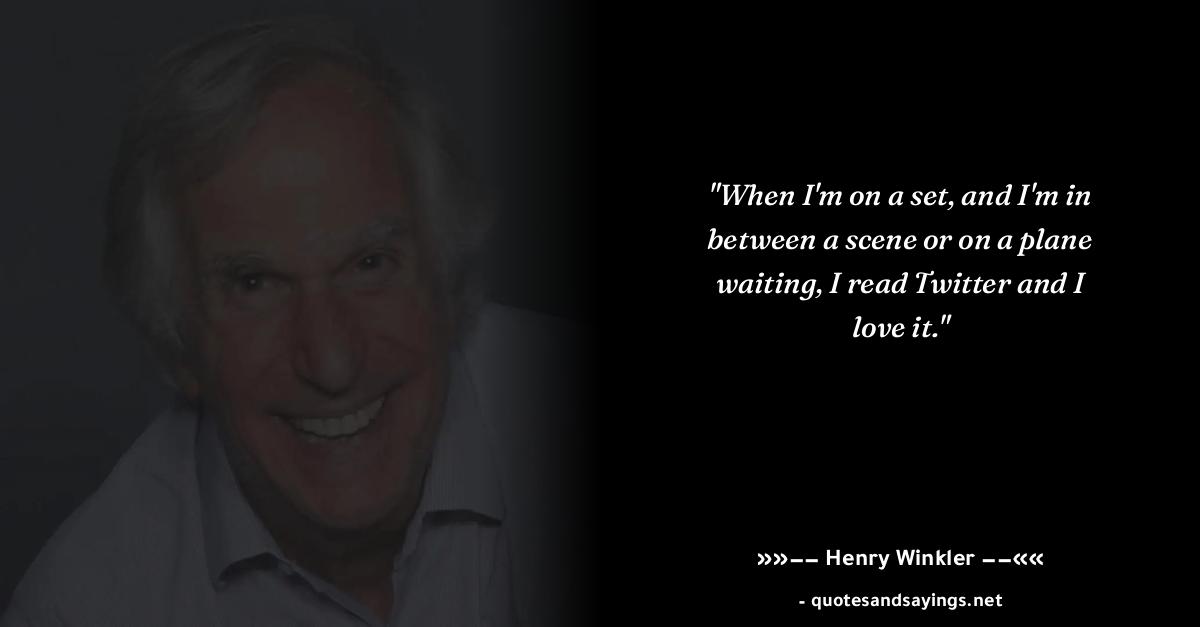 "When I'm on a set, and I'm in
between a scene or on a plane
waiting, I read Twitter and I
love it."
»»−− Henry Winkler −−««
- quotesandsayings.net